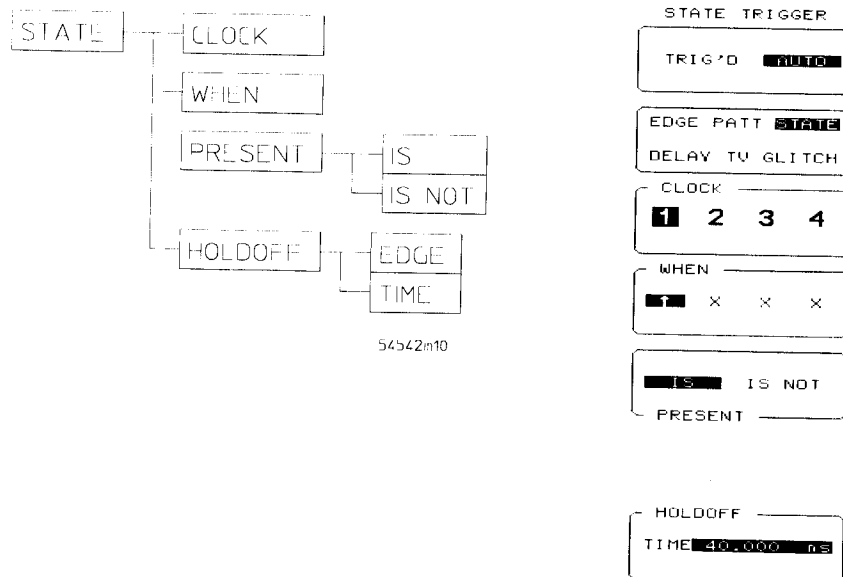 STATE
CLOCK
WHEN
PRESENT
IS
IS NOT
HOLDOFF
EDGE
TIME
54542m10
STATE TRIGGER
TRIG'D AUTO
EDGE PATT STATE
DELAY TV GLITCH
CLOCK
1 2 3 4
WHEN
↑ X X X
IS IS NOT
PRESENT
HOLDOFF
TIME 40.000 ns